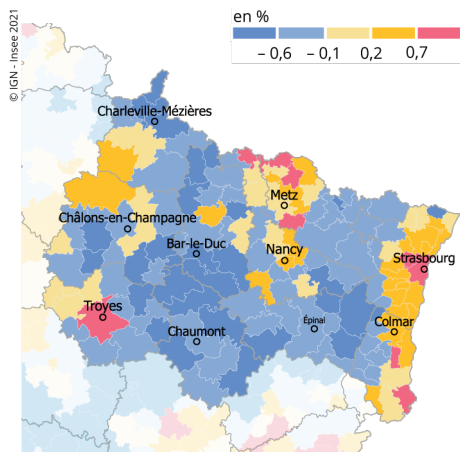 en %
– 0,6 – 0,1 0,2 0,7
© IGN - Insee 2021
Charleville-Mézières
Metz
Châlons-en-Champagne
Bar-le-Duc
Nancy
Strasbourg
Troyes
Épinal
Colmar
Chaumont